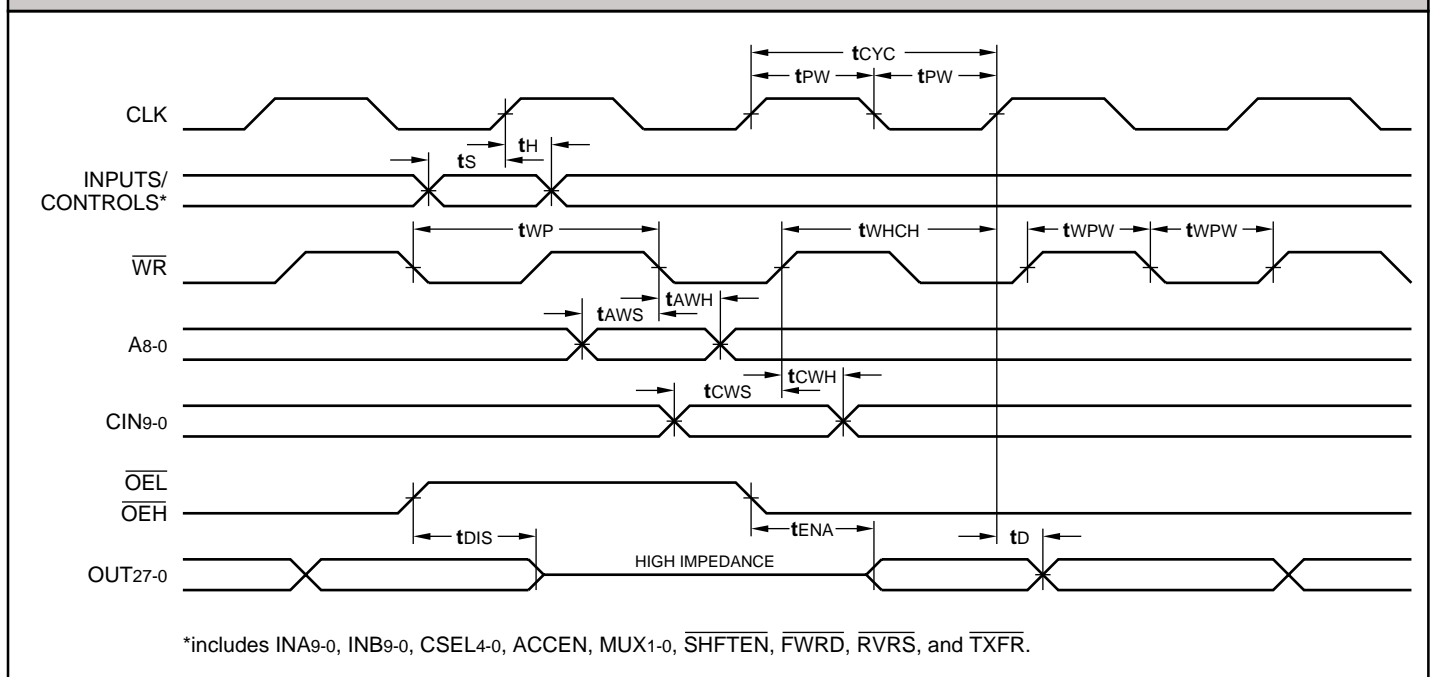 tCYC
tPW tPW
CLK
tS tH
INPUTS/
CONTROLS*
tWP tWHCH tWPW tWPW
WR
tAWS tAWH
A8-0
tCWS tCWH
CIN9-0
OEL
OEH
tDIS tENA tD
OUT27-0 HIGH IMPEDANCE
*includes INA9-0, INB9-0, CSEL4-0, ACCEN, MUX1-0, SHFTEN, FWRD, RVRS, and TXFR.